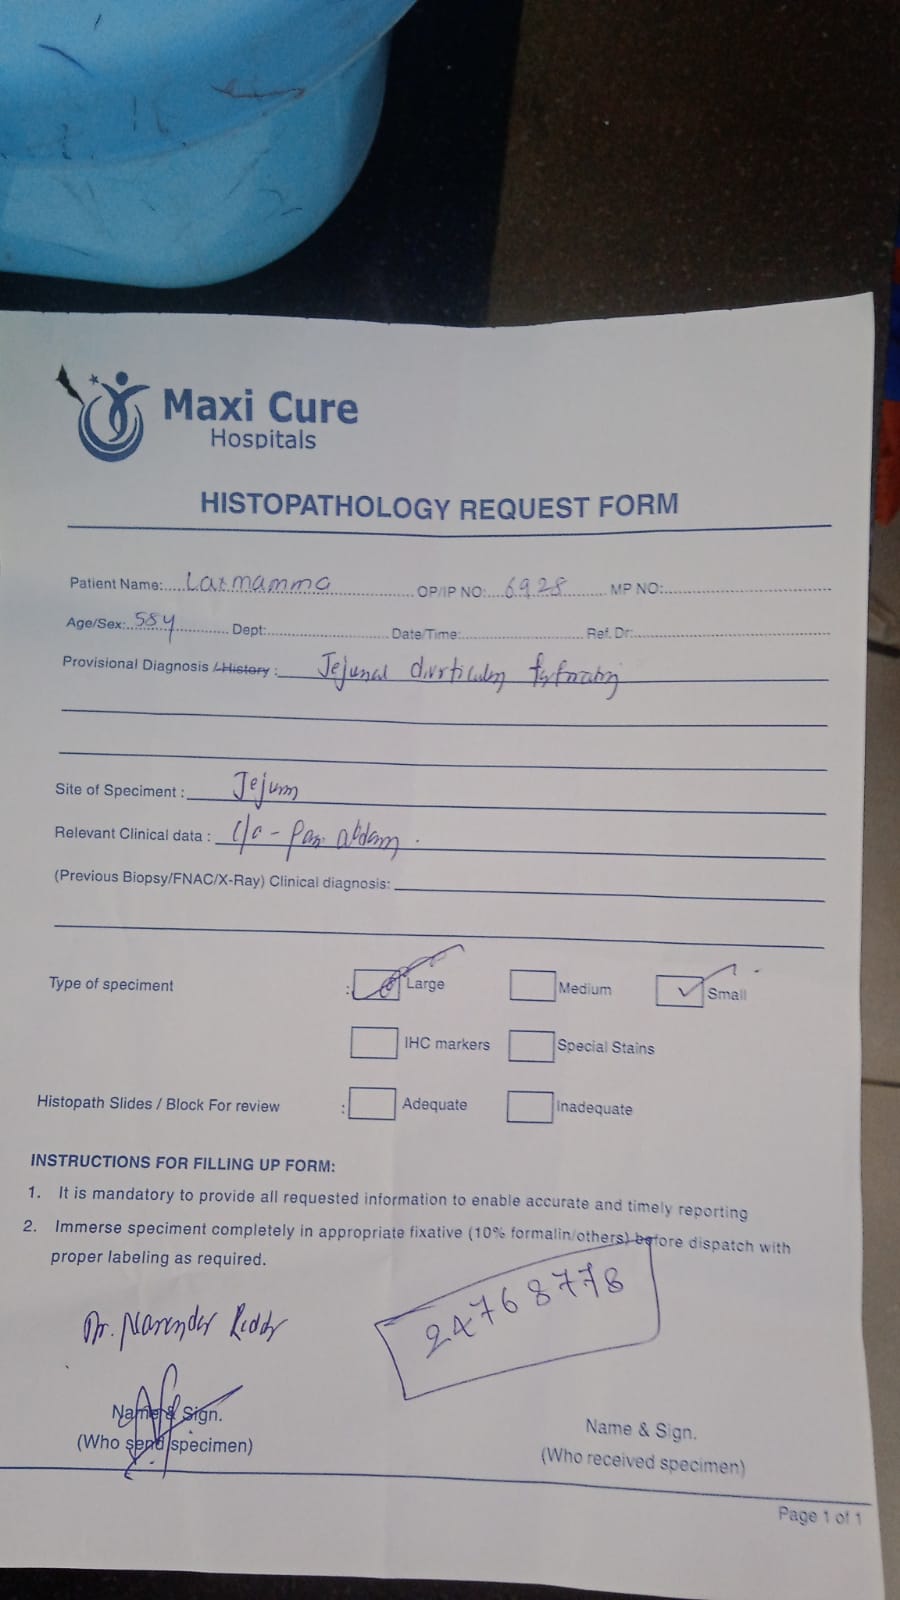 Maxi Cure
Hospitals
HISTOPATHOLOGY REQUEST FORM
Patient Name: Laxmamma OP/IP NO: 6928 MP NO:
Age/Sex: 58y Dept: Date/Time: Ref. Dr:
Provisional Diagnosis / History : Jejunal
Site of Speciment : Jejum
Relevant Clinical data : c/o - Pain abdom
(Previous Biopsy/FNAC/X-Ray) Clinical diagnosis:
Type of speciment : Large Medium Small
IHC markers Special Stains
Histopath Slides / Block For review : Adequate Inadequate
INSTRUCTIONS FOR FILLING UP FORM:
1. It is mandatory to provide all requested information to enable accurate and timely reporting
2. Immerse speciment completely in appropriate fixative (10% formalin/others) before dispatch with
proper labeling as required.
24768778
Dr. Narender Reddy
Name & Sign.
(Who send specimen)
Name & Sign.
(Who received specimen)
Page 1 of 1